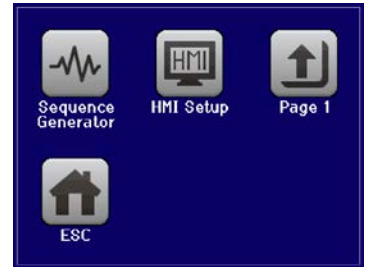 HMI
Sequence
Generator
HMI Setup
Page 1
ESC